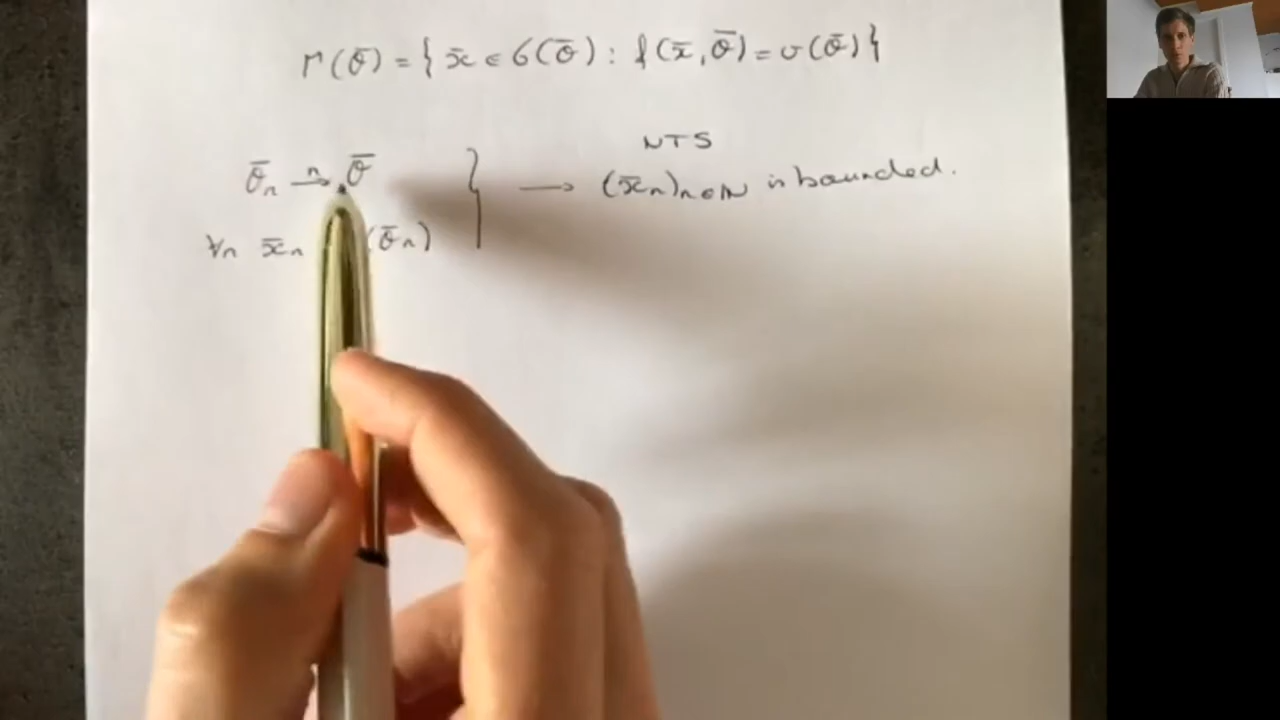 Γ(θ̄) = { x̄ ∈ G(θ̄) : f(x̄, θ̄) = v(θ̄) }
NTS
θ̄n →n θ̄ } → (x̄n)n∈ℕ is bounded.
∀n x̄n (θ̄n)